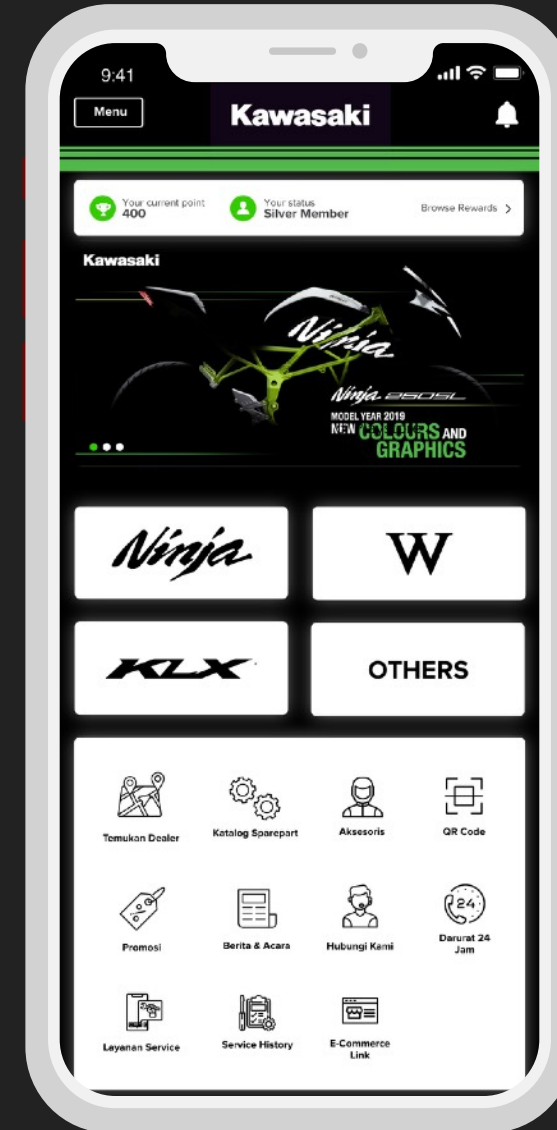 9:41
Menu
Kawasaki
Your current point
400
Your status
Silver Member
Browse Rewards
Kawasaki
Ninja
Ninja 250SL
MODEL YEAR 2019
NEW COLOURS AND
GRAPHICS
Ninja
W
KLX
OTHERS
Temukan Dealer
Katalog Sparepart
Aksesoris
QR Code
Promosi
Berita & Acara
Hubungi Kami
24
Darurat 24
Jam
Layanan Service
Service History
E-Commerce
Link